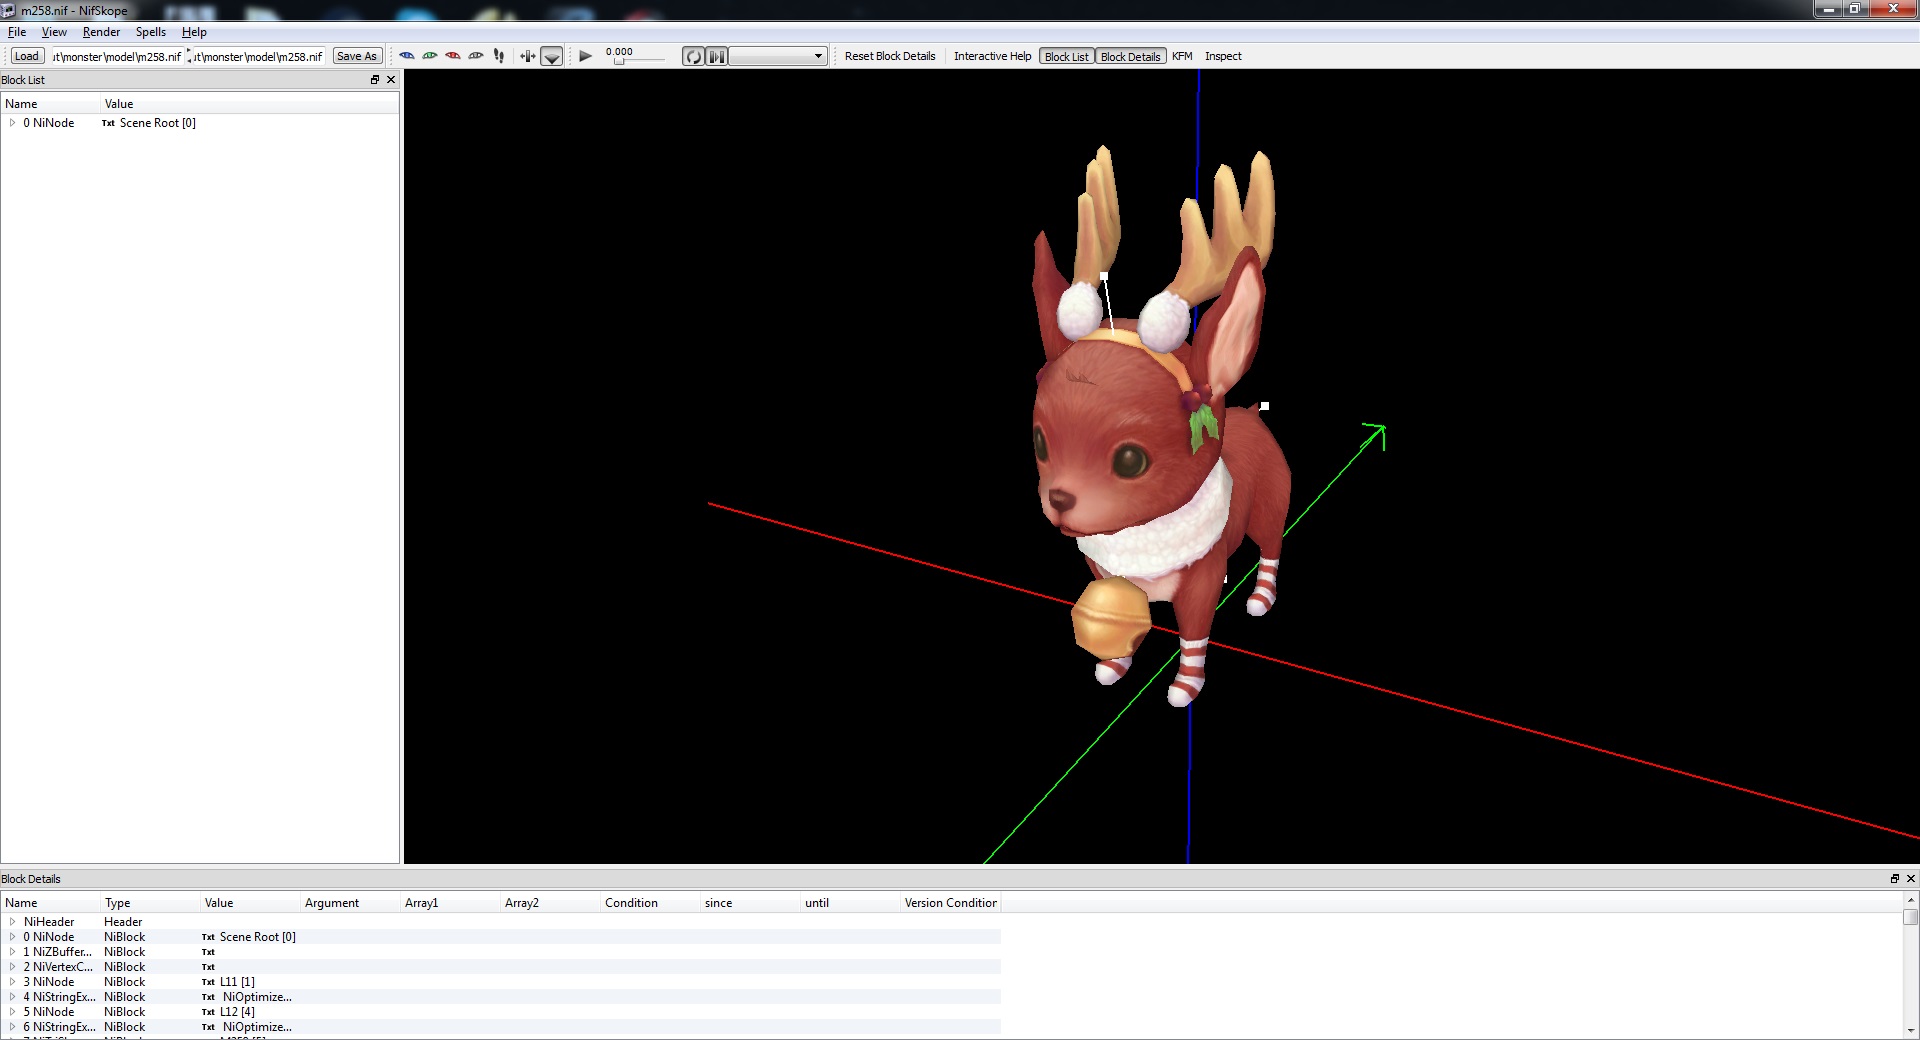 m258.nif - NifSkope
File View Render Spells Help
Load ıt\monster\model\m258.nif ıt\monster\model\m258.nif Save As 0.000 Reset Block Details Interactive Help Block List Block Details KFM Inspect
Block List
Name Value
0 NiNode Txt Scene Root [0]
Block Details
Name Type Value Argument Array1 Array2 Condition since until Version Condition
NiHeader Header
0 NiNode NiBlock Txt Scene Root [0]
1 NiZBuffer... NiBlock Txt
2 NiVertexC... NiBlock Txt
3 NiNode NiBlock Txt L11 [1]
4 NiStringEx... NiBlock Txt NiOptimize...
5 NiNode NiBlock Txt L12 [4]
6 NiStringEx... NiBlock Txt NiOptimize...